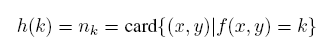 h(k) = n_k = card{(x, y)|f(x, y) = k}